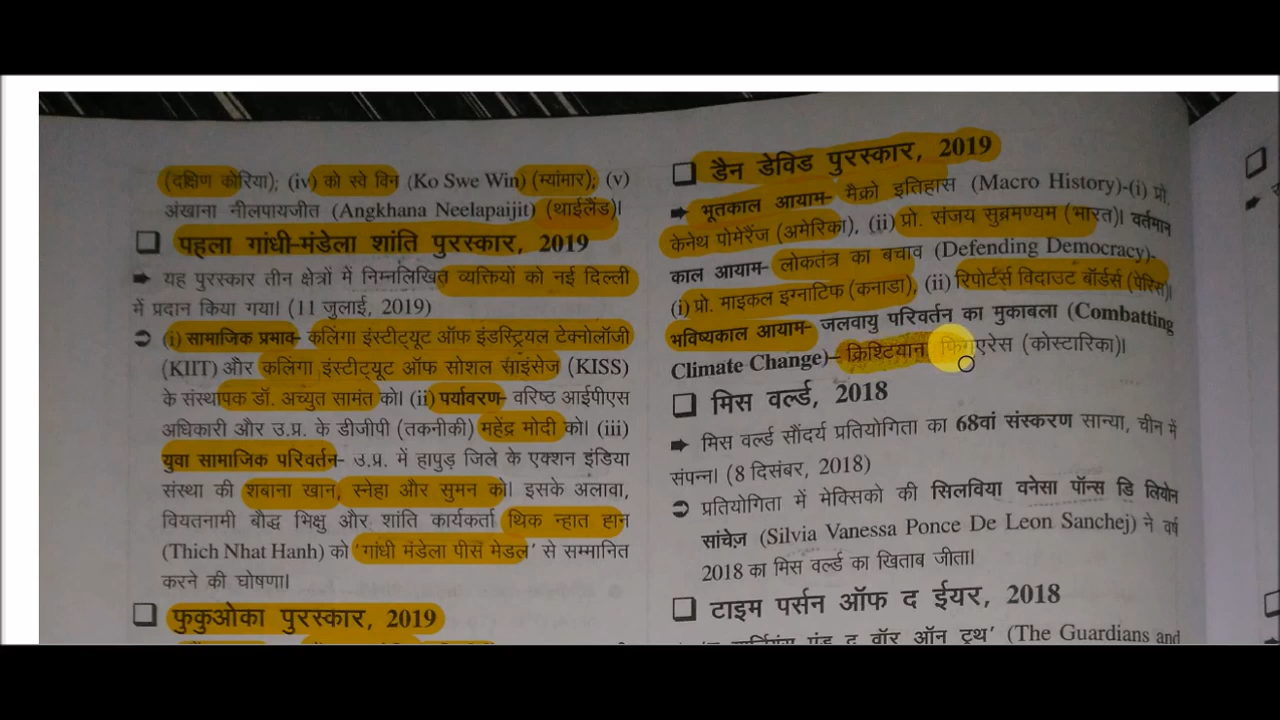 (दक्षिण कोरिया); (iv) को स्वे विन (Ko Swe Win) (म्यांमार); (v)
अंखाना नीलपायजीत (Angkhana Neelapaijit) (थाईलैंड)।
❑ पहला गांधी-मंडेला शांति पुरस्कार, 2019
➡ यह पुरस्कार तीन क्षेत्रों में निम्नलिखित व्यक्तियों को नई दिल्ली
में प्रदान किया गया। (11 जुलाई, 2019)
➲ (i) सामाजिक प्रभाव- कलिंगा इंस्टीट्यूट ऑफ इंडस्ट्रियल टेक्नोलॉजी
(KIIT) और कलिंगा इंस्टीट्यूट ऑफ सोशल साइंसेज (KISS)
के संस्थापक डॉ. अच्युत सामंत को। (ii) पर्यावरण- वरिष्ठ आईपीएस
अधिकारी और उ.प्र. के डीजीपी (तकनीकी) महेंद्र मोदी को। (iii)
युवा सामाजिक परिवर्तन- उ.प्र. में हापुड़ जिले के एक्शन इंडिया
संस्था की शबाना खान, स्नेहा और सुमन को। इसके अलावा,
वियतनामी बौद्ध भिक्षु और शांति कार्यकर्ता थिक न्हात हान
(Thich Nhat Hanh) को 'गांधी मंडेला पीस मेडल' से सम्मानित
करने की घोषणा।
❑ फुकुओका पुरस्कार, 2019
❑ डैन डेविड पुरस्कार, 2019
➡ भूतकाल आयाम- मैक्रो इतिहास (Macro History)-(i) प्रो.
केनेथ पोमेरैंज (अमेरिका), (ii) प्रो. संजय सुब्रमण्यम (भारत)। वर्तमान
काल आयाम- लोकतंत्र का बचाव (Defending Democracy)-
(i) प्रो. माइकल इग्नाटिफ (कनाडा), (ii) रिपोर्टर्स विदाउट बॉर्डर्स (पेरिस)।
भविष्यकाल आयाम- जलवायु परिवर्तन का मुकाबला (Combatting
Climate Change)- क्रिश्टियाना फिगुएरेस (कोस्टारिका)।
❑ मिस वर्ल्ड, 2018
➡ मिस वर्ल्ड सौंदर्य प्रतियोगिता का 68वां संस्करण सान्या, चीन में
संपन्न। (8 दिसंबर, 2018)
➲ प्रतियोगिता में मेक्सिको की सिलविया वनेसा पॉन्स डि लियोन
सांचेज़ (Silvia Vanessa Ponce De Leon Sanchej) ने वर्ष
2018 का मिस वर्ल्ड का खिताब जीता।
❑ टाइम पर्सन ऑफ द ईयर, 2018
द वॉर ऑन ट्रुथ' (The Guardians and